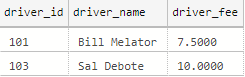 driver_id driver_name driver_fee
101 Bill Melator 7.5000
103 Sal Debote 10.0000